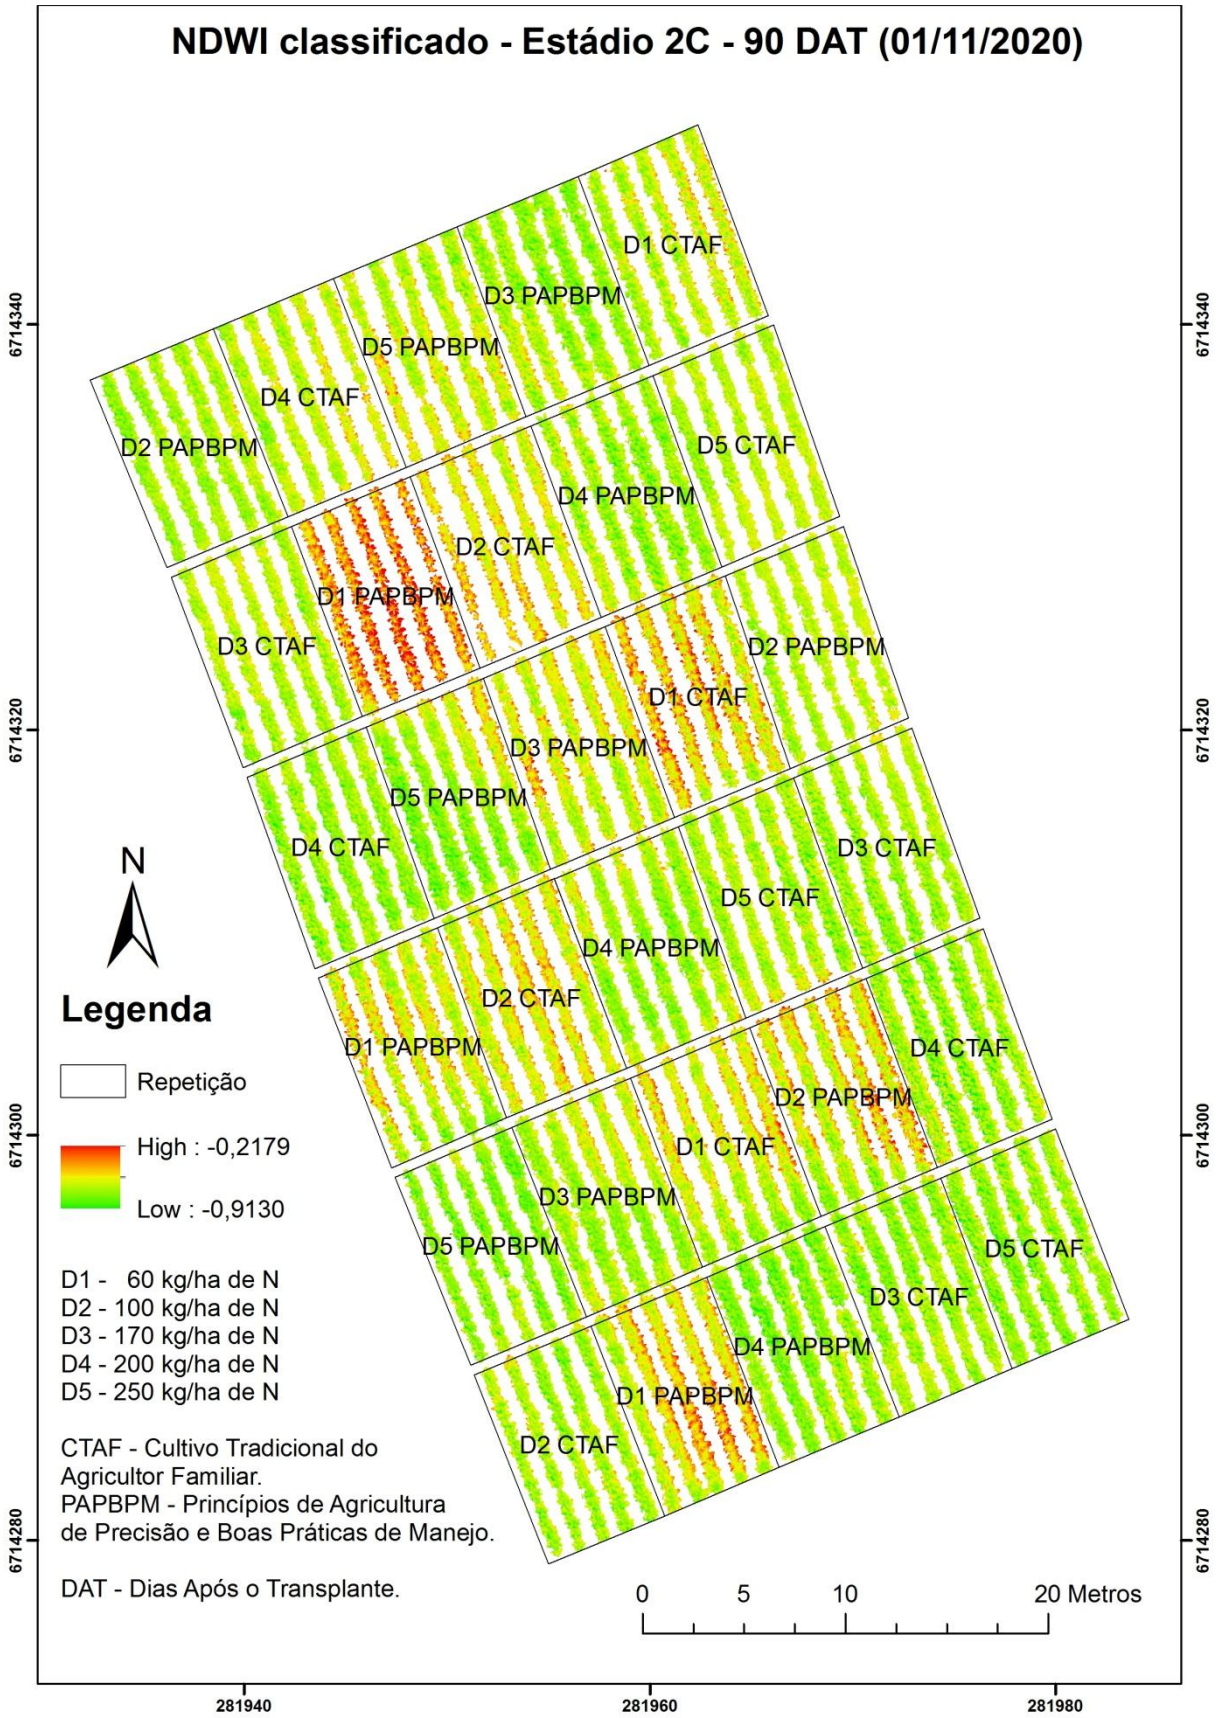 NDWI classificado - Estádio 2C - 90 DAT (01/11/2020)
D1 CTAF
D3 PAPBPM
D5 PAPBPM
D4 CTAF
D2 PAPBPM
D5 CTAF
D4 PAPBPM
D2 CTAF
D1 PAPBPM
D3 CTAF
D2 PAPBPM
D1 CTAF
D3 PAPBPM
D5 PAPBPM
D4 CTAF
D3 CTAF
D5 CTAF
D4 PAPBPM
D2 CTAF
D1 PAPBPM
D4 CTAF
D2 PAPBPM
D1 CTAF
D3 PAPBPM
D5 PAPBPM
D5 CTAF
D3 CTAF
D4 PAPBPM
D1 PAPBPM
D2 CTAF
6714340
6714320
6714300
6714280
6714340
6714320
6714300
6714280
N
Legenda
Repetição
High : -0,2179
Low : -0,9130
D1 - 60 kg/ha de N
D2 - 100 kg/ha de N
D3 - 170 kg/ha de N
D4 - 200 kg/ha de N
D5 - 250 kg/ha de N
CTAF - Cultivo Tradicional do
Agricultor Familiar.
PAPBPM - Princípios de Agricultura
de Precisão e Boas Práticas de Manejo.
DAT - Dias Após o Transplante.
0 5 10 20 Metros
281940 281960 281980